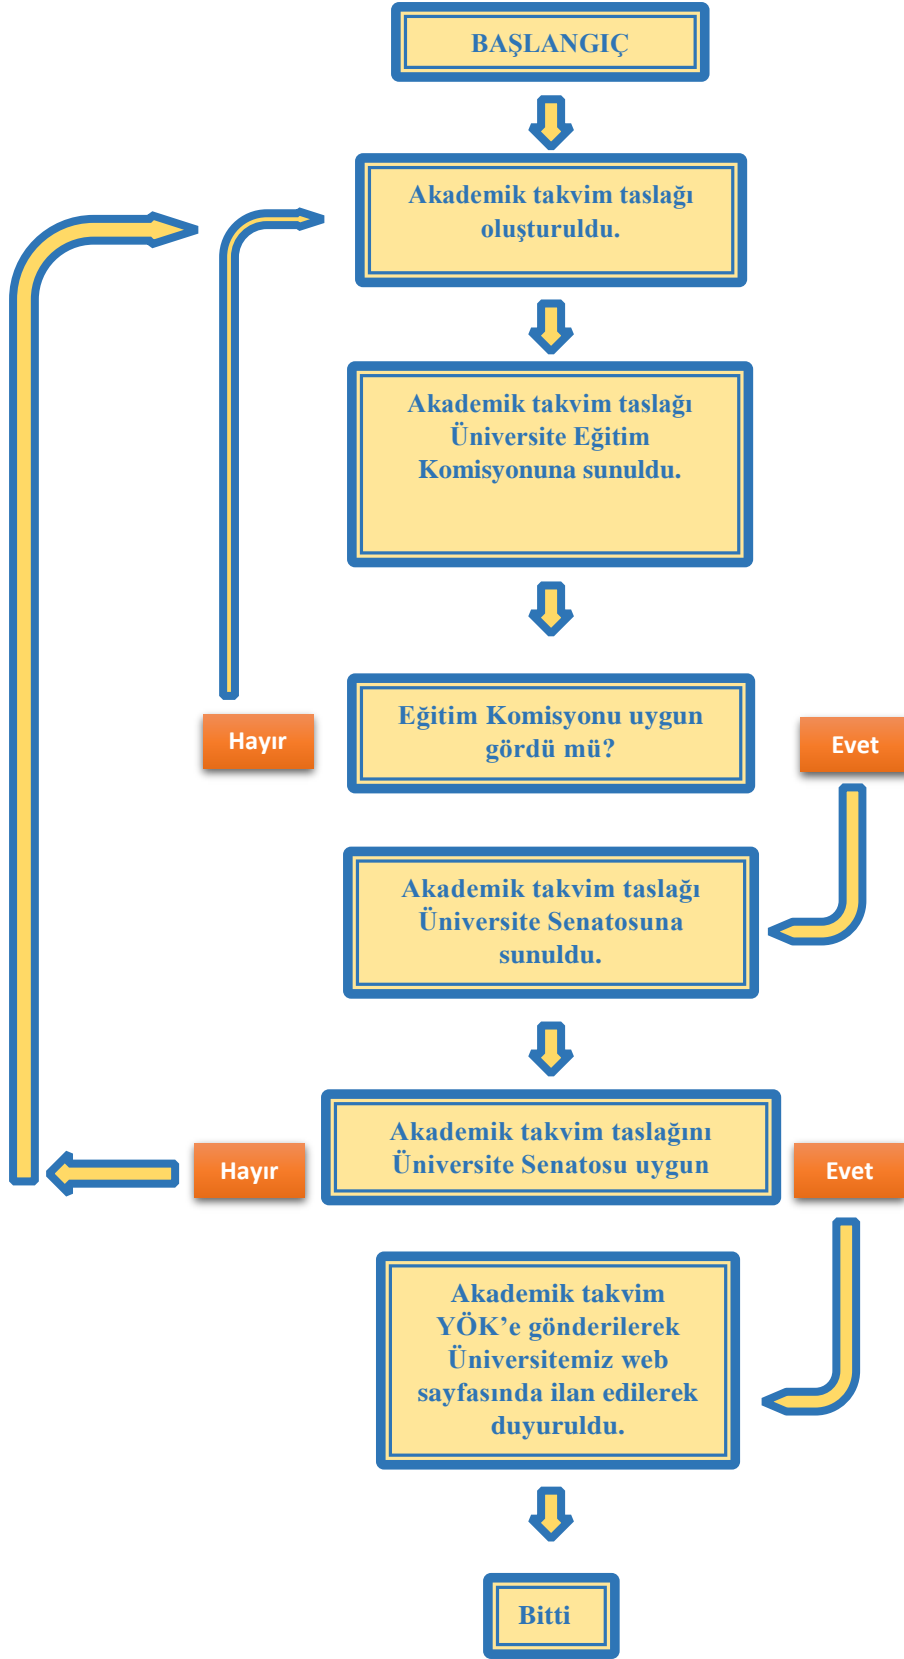 BAŞLANGIÇ
Akademik takvim taslağı
oluşturuldu.
Akademik takvim taslağı
Üniversite Eğitim
Komisyonuna sunuldu.
Eğitim Komisyonu uygun
gördü mü?
Hayır
Evet
Akademik takvim taslağı
Üniversite Senatosuna
sunuldu.
Akademik takvim taslağını
Üniversite Senatosu uygun
Hayır
Evet
Akademik takvim
YÖK’e gönderilerek
Üniversitemiz web
sayfasında ilan edilerek
duyuruldu.
Bitti